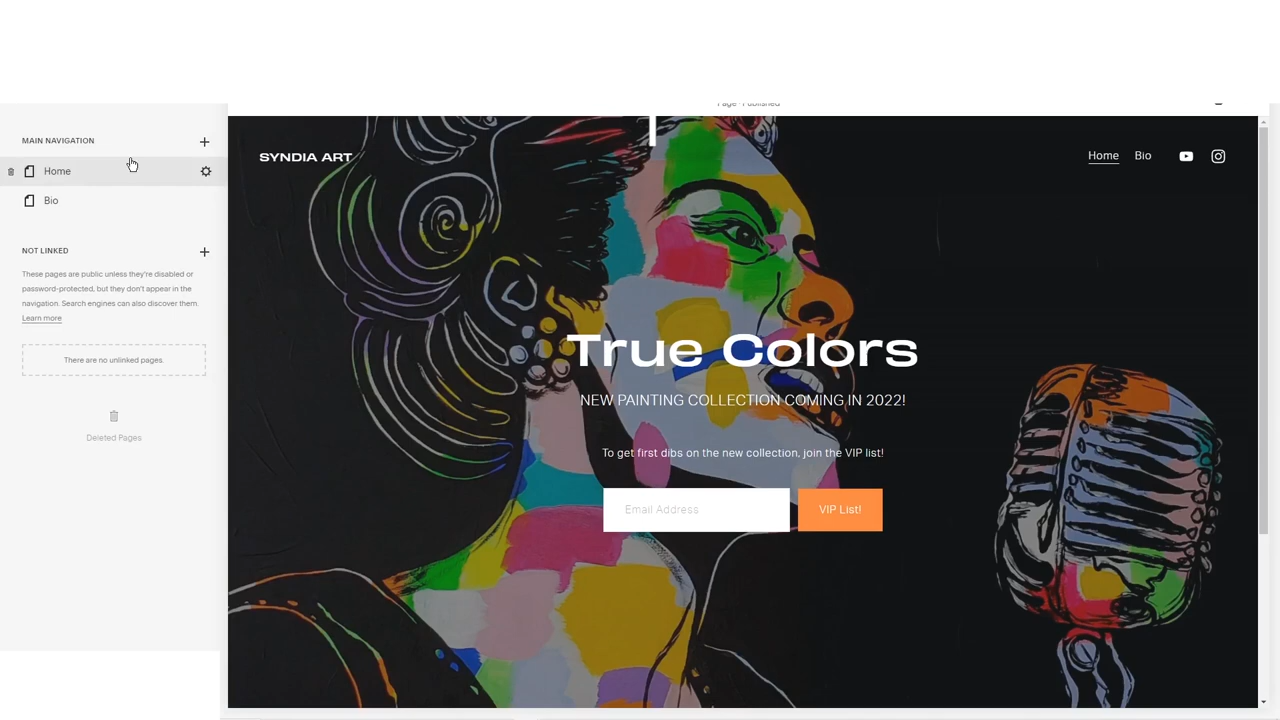 Page · Published
MAIN NAVIGATION
Home
Bio
NOT LINKED
These pages are public unless they're disabled or
password-protected, but they don't appear in the
navigation. Search engines can also discover them.
Learn more
There are no unlinked pages.
Deleted Pages
SYNDIA ART
Home Bio
True Colors
NEW PAINTING COLLECTION COMING IN 2022!
To get first dibs on the new collection, join the VIP list!
Email Address
VIP List!